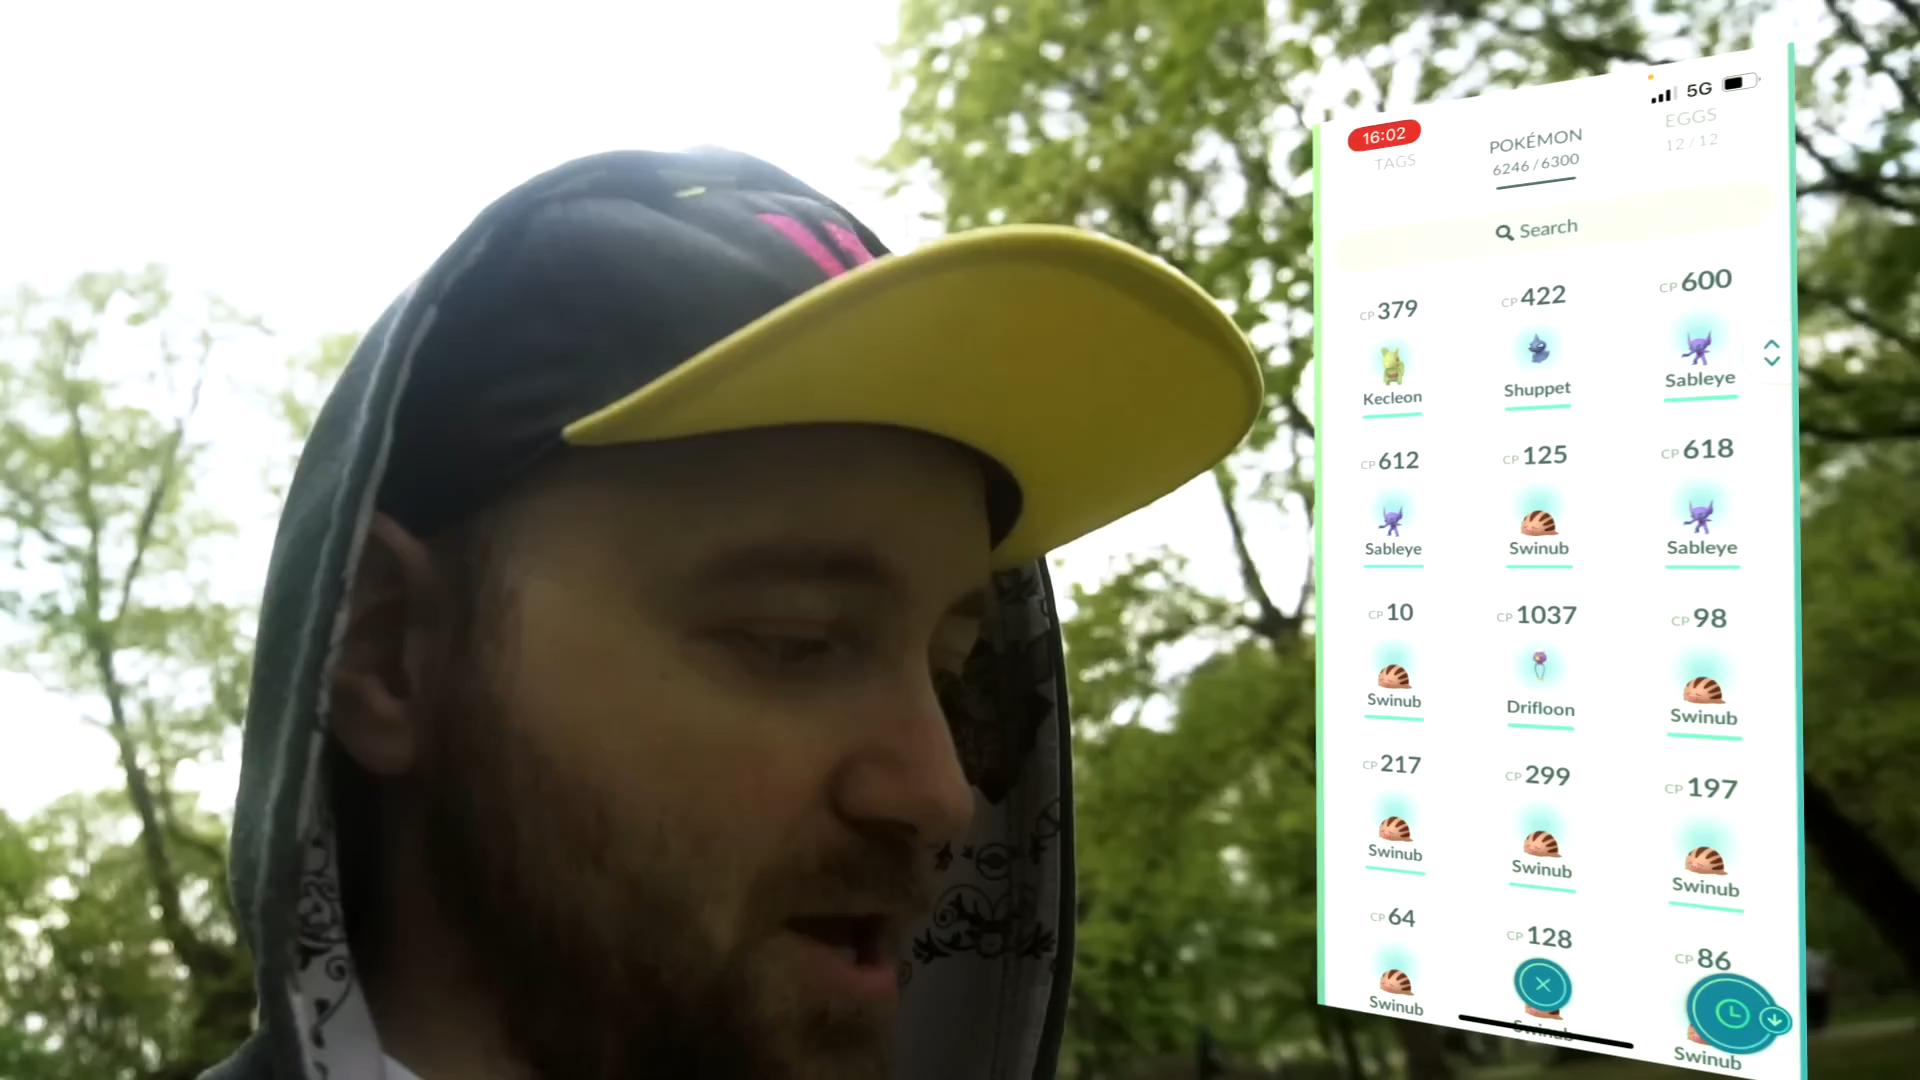 16:02
5G
TAGS
POKÉMON
6246 / 6300
EGGS
12 / 12
Search
CP 379
CP 422
CP 600
Kecleon
Shuppet
Sableye
CP 612
CP 125
CP 618
Sableye
Swinub
Sableye
CP 10
CP 1037
CP 98
Swinub
Drifloon
Swinub
CP 217
CP 299
CP 197
Swinub
Swinub
Swinub
CP 64
CP 128
CP 86
Swinub
Swinub
Swinub